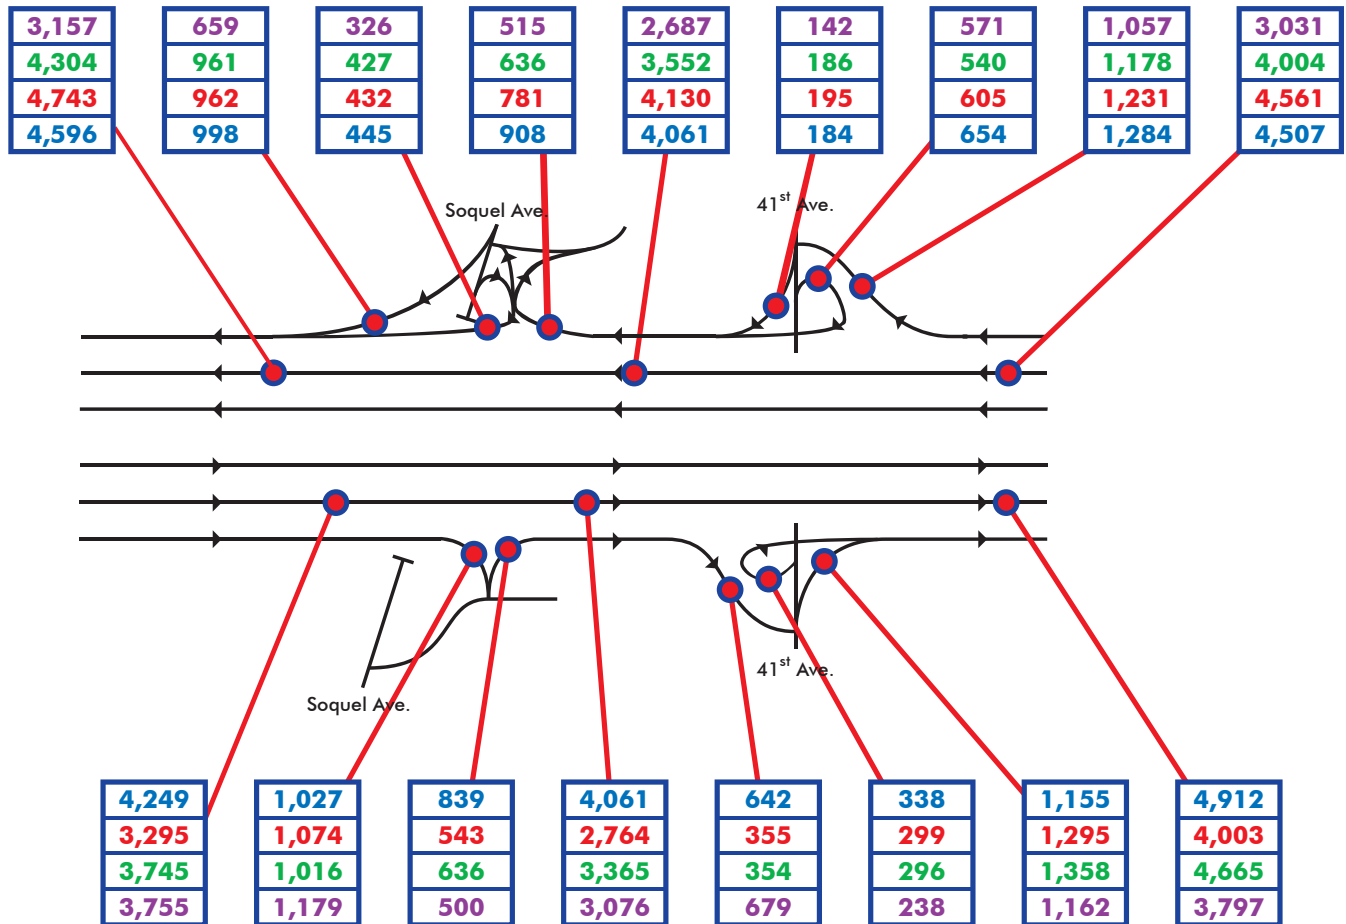 3,157 659 326 515 2,687 142 571 1,057 3,031
4,304 961 427 636 3,552 186 540 1,178 4,004
4,743 962 432 781 4,130 195 605 1,231 4,561
4,596 998 445 908 4,061 184 654 1,284 4,507
Soquel Ave. 41st Ave.
41st Ave.
Soquel Ave.
4,249 1,027 839 4,061 642 338 1,155 4,912
3,295 1,074 543 2,764 355 299 1,295 4,003
3,745 1,016 636 3,365 354 296 1,358 4,665
3,755 1,179 500 3,076 679 238 1,162 3,797